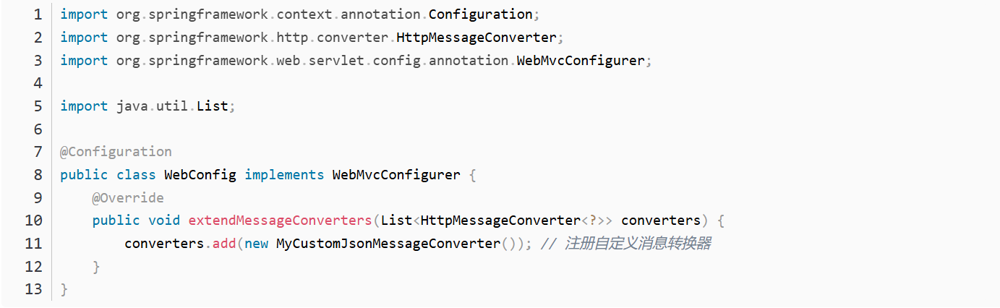 1 import org.springframework.context.annotation.Configuration;
2 import org.springframework.http.converter.HttpMessageConverter;
3 import org.springframework.web.servlet.config.annotation.WebMvcConfigurer;
4
5 import java.util.List;
6
7 @Configuration
8 public class WebConfig implements WebMvcConfigurer {
9     @Override
10     public void extendMessageConverters(List<HttpMessageConverter<?>> converters) {
11         converters.add(new MyCustomJsonMessageConverter()); // 注册自定义消息转换器
12     }
13 }